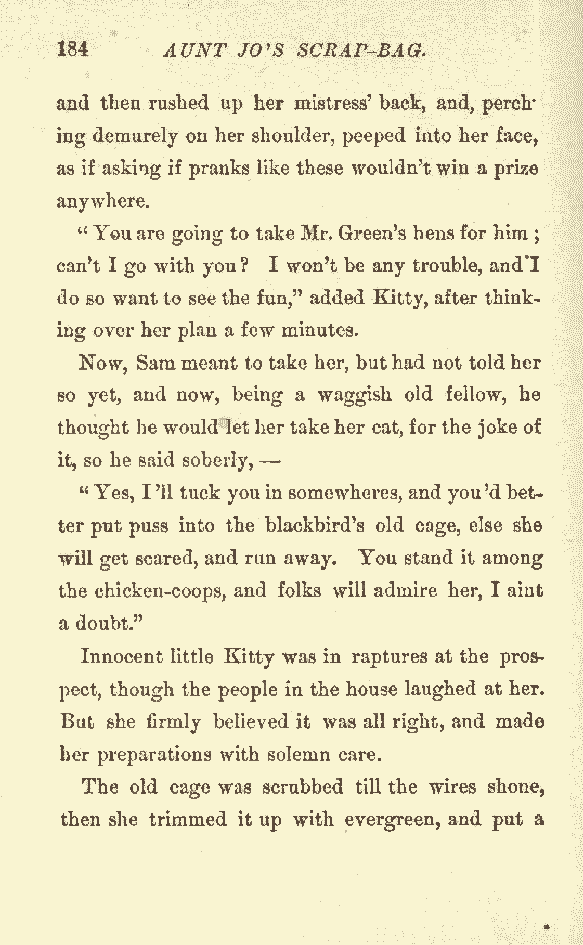 184 AUNT JO'S SCRAP-BAG.
and then rushed up her mistress' back, and, perch-
ing demurely on her shoulder, peeped into her face,
as if asking if pranks like these wouldn't win a prize
anywhere.
"You are going to take Mr. Green's hens for him;
can't I go with you? I won't be any trouble, and I
do so want to see the fun," added Kitty, after think-
ing over her plan a few minutes.
Now, Sam meant to take her, but had not told her
so yet, and now, being a waggish old fellow, he
thought he would let her take her cat, for the joke of
it, so he said soberly, —
"Yes, I'll tuck you in somewheres, and you'd bet-
ter put puss into the blackbird's old cage, else she
will get scared, and run away. You stand it among
the chicken-coops, and folks will admire her, I aint
a doubt."
Innocent little Kitty was in raptures at the pros-
pect, though the people in the house laughed at her.
But she firmly believed it was all right, and made
her preparations with solemn care.
The old cage was scrubbed till the wires shone,
then she trimmed it up with evergreen, and put a